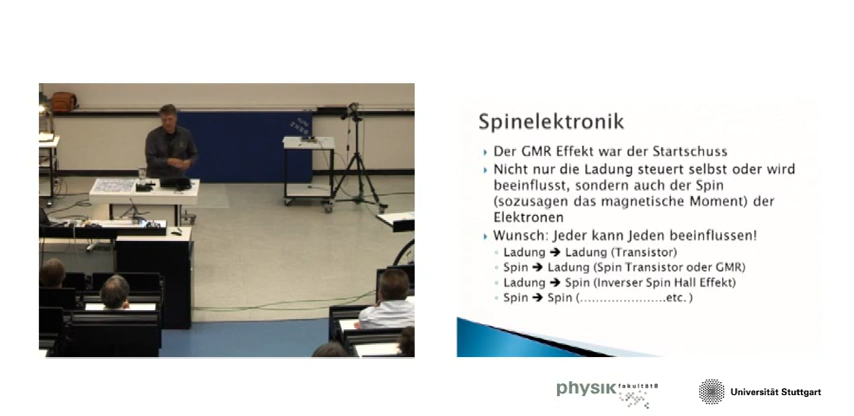 Spinelektronik
Der GMR Effekt war der Startschuss
Nicht nur die Ladung steuert selbst oder wird
beeinflusst, sondern auch der Spin
(sozusagen das magnetische Moment) der
Elektronen
Wunsch: Jeder kann Jeden beeinflussen!
Ladung ➔ Ladung (Transistor)
Spin ➔ Ladung (Spin Transistor oder GMR)
Ladung ➔ Spin (Inverser Spin Hall Effekt)
Spin ➔ Spin (......................etc. )
physik fakultät8
Universität Stuttgart